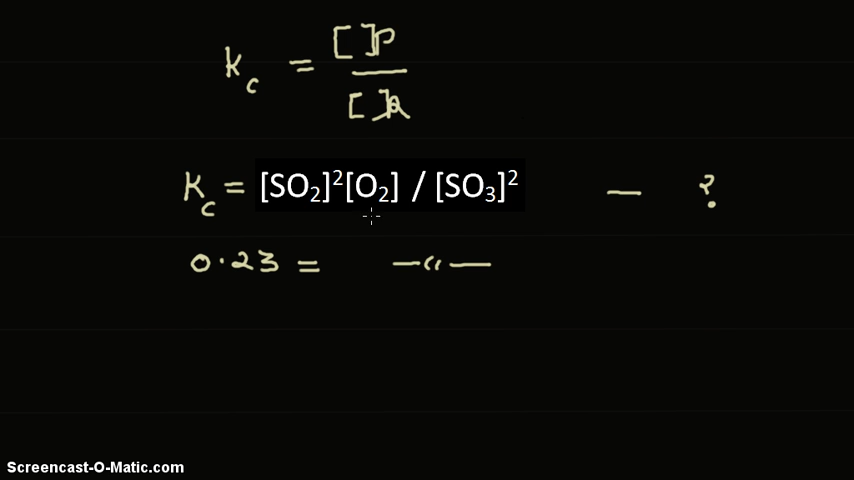 Kc = [ ]P
[ ]R
Kc = [SO₂]²[O₂] / [SO₃]² — ?
0.23 = —〃—
Screencast-O-Matic.com